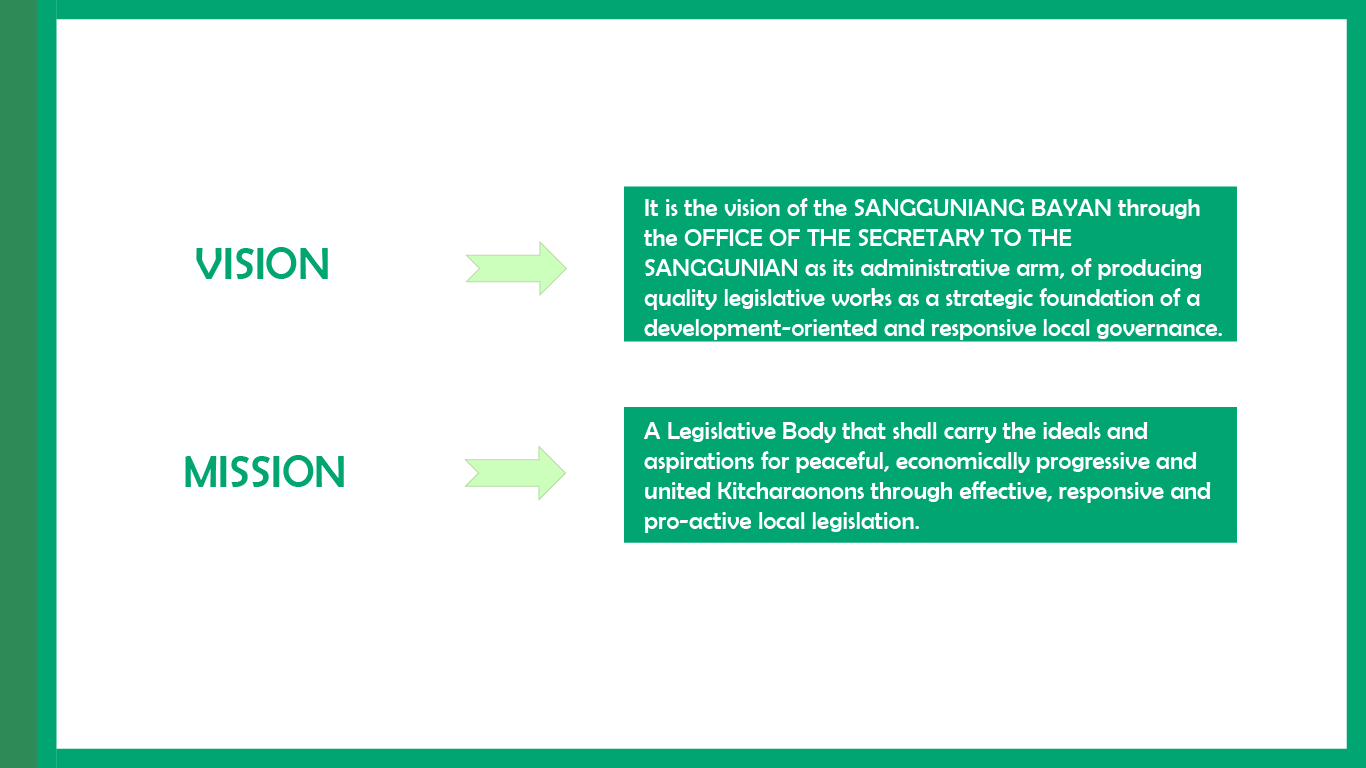 VISION
It is the vision of the SANGGUNIANG BAYAN through
the OFFICE OF THE SECRETARY TO THE
SANGGUNIAN as its administrative arm, of producing
quality legislative works as a strategic foundation of a
development-oriented and responsive local governance.
MISSION
A Legislative Body that shall carry the ideals and
aspirations for peaceful, economically progressive and
united Kitcharaonons through effective, responsive and
pro-active local legislation.